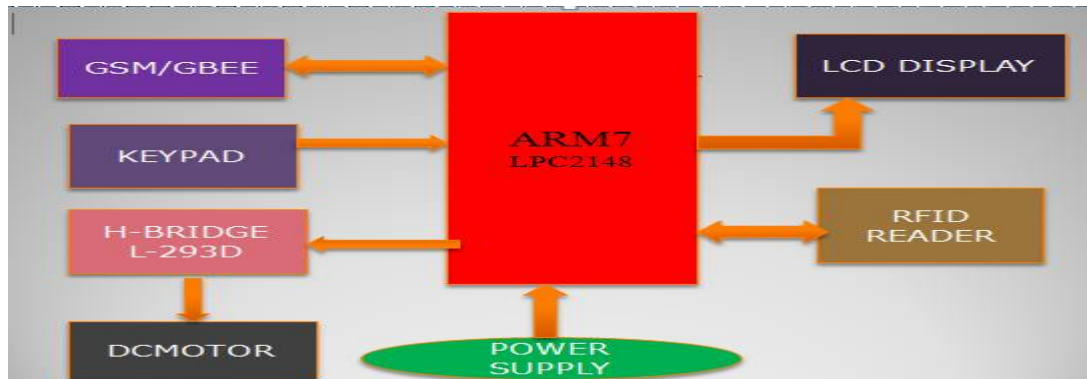 GSM/GBEE
LCD DISPLAY
ARM7
LPC2148
KEYPAD
RFID
READER
H-BRIDGE
L-293D
DCMOTOR
POWER
SUPPLY